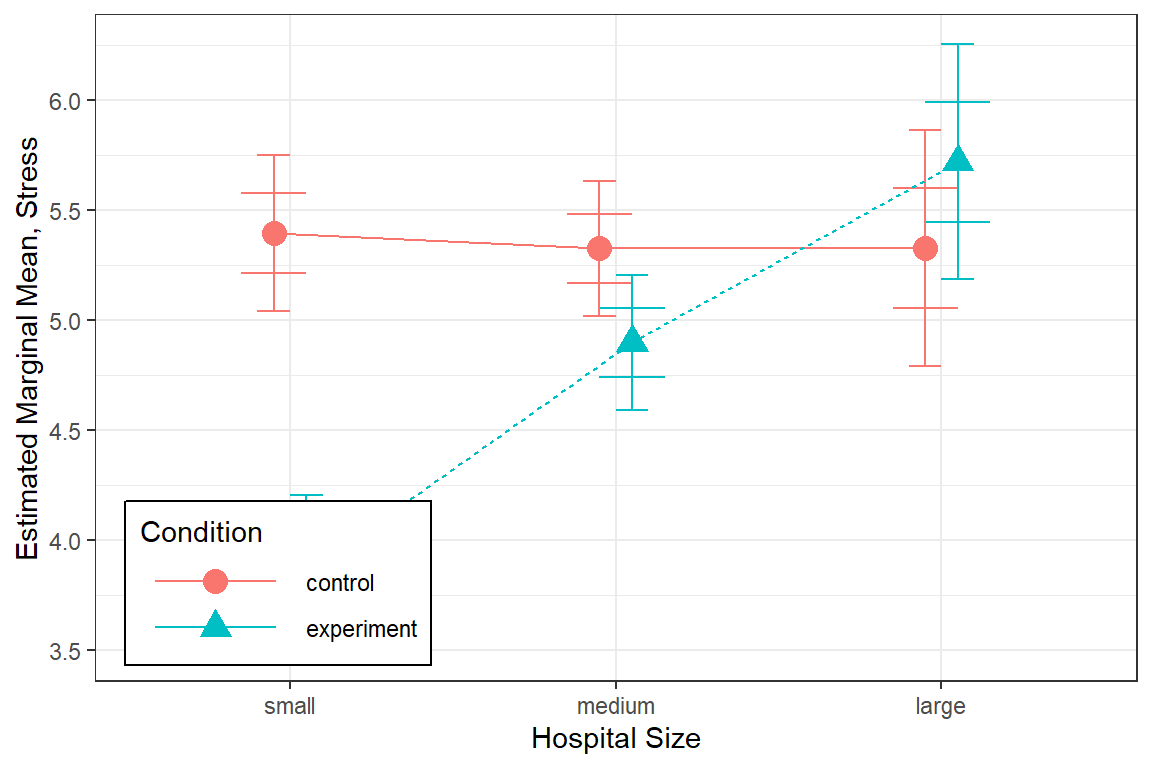 Estimated Marginal Mean, Stress
6.0
5.5
5.0
4.5
4.0
3.5
Condition
control
experiment
small medium large
Hospital Size